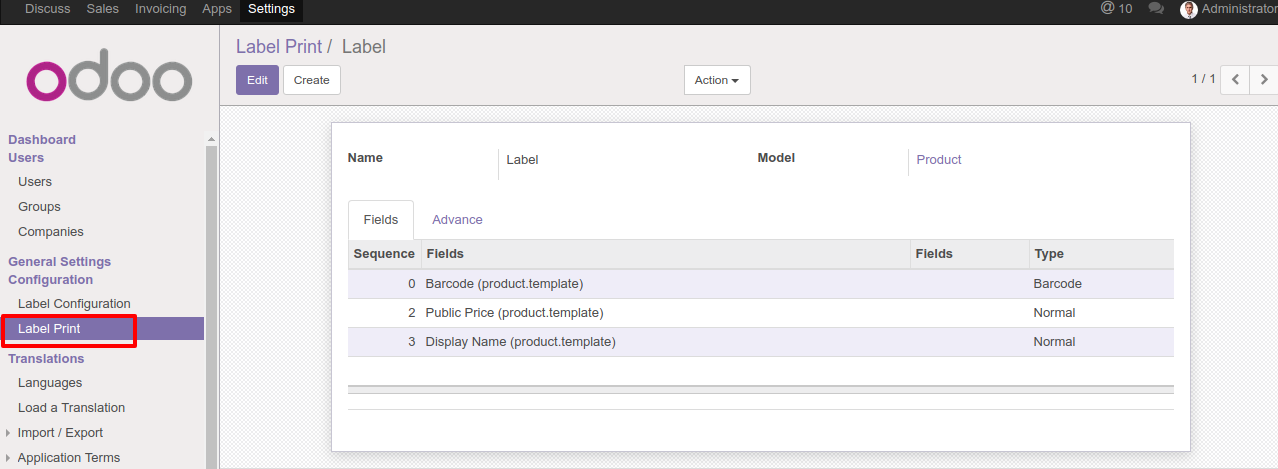 Discuss Sales Invoicing Apps Settings @ 10 Administrator
odoo
Label Print / Label
Edit Create Action 1 / 1
Dashboard
Users
Users
Groups
Companies
General Settings
Configuration
Label Configuration
Label Print
Translations
Languages
Load a Translation
Import / Export
Application Terms
Name Label Model Product
Fields Advance
Sequence Fields Fields Type
0 Barcode (product.template) Barcode
2 Public Price (product.template) Normal
3 Display Name (product.template) Normal